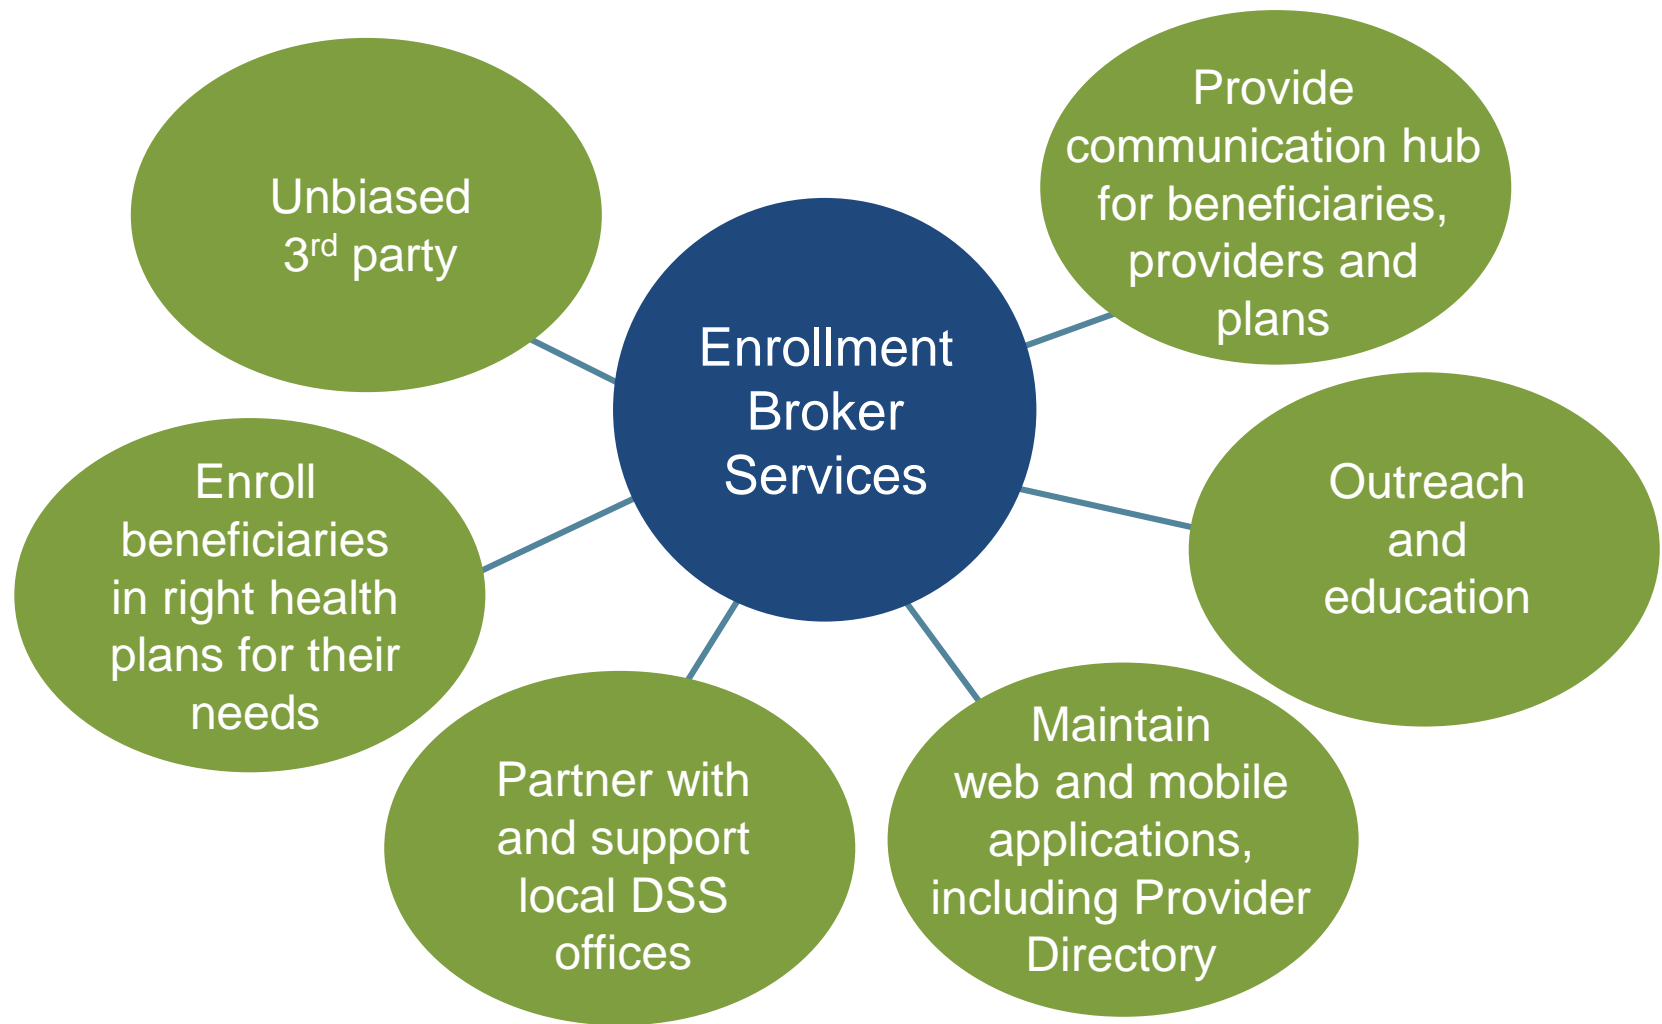 Unbiased
3rd party
Provide
communication hub
for beneficiaries,
providers and
plans
Enrollment
Broker
Services
Enroll
beneficiaries
in right health
plans for their
needs
Outreach
and
education
Partner with
and support
local DSS
offices
Maintain
web and mobile
applications,
including Provider
Directory